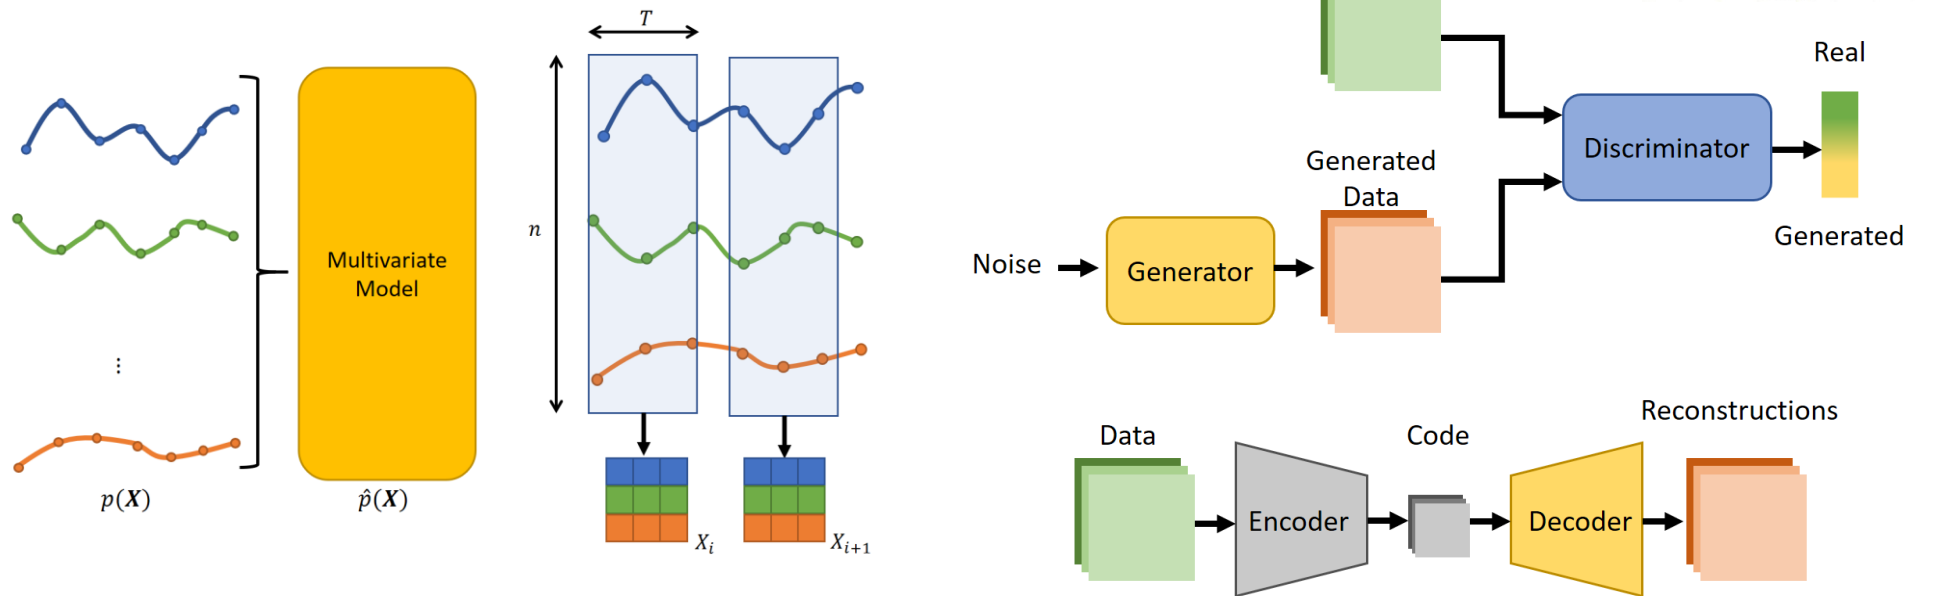 T
n
Multivariate
Model
⋮
p(X)
p̂(X)
X_i
X_{i+1}
Real
Discriminator
Generated
Data
Generated
Noise
Generator
Reconstructions
Data
Code
Encoder
Decoder